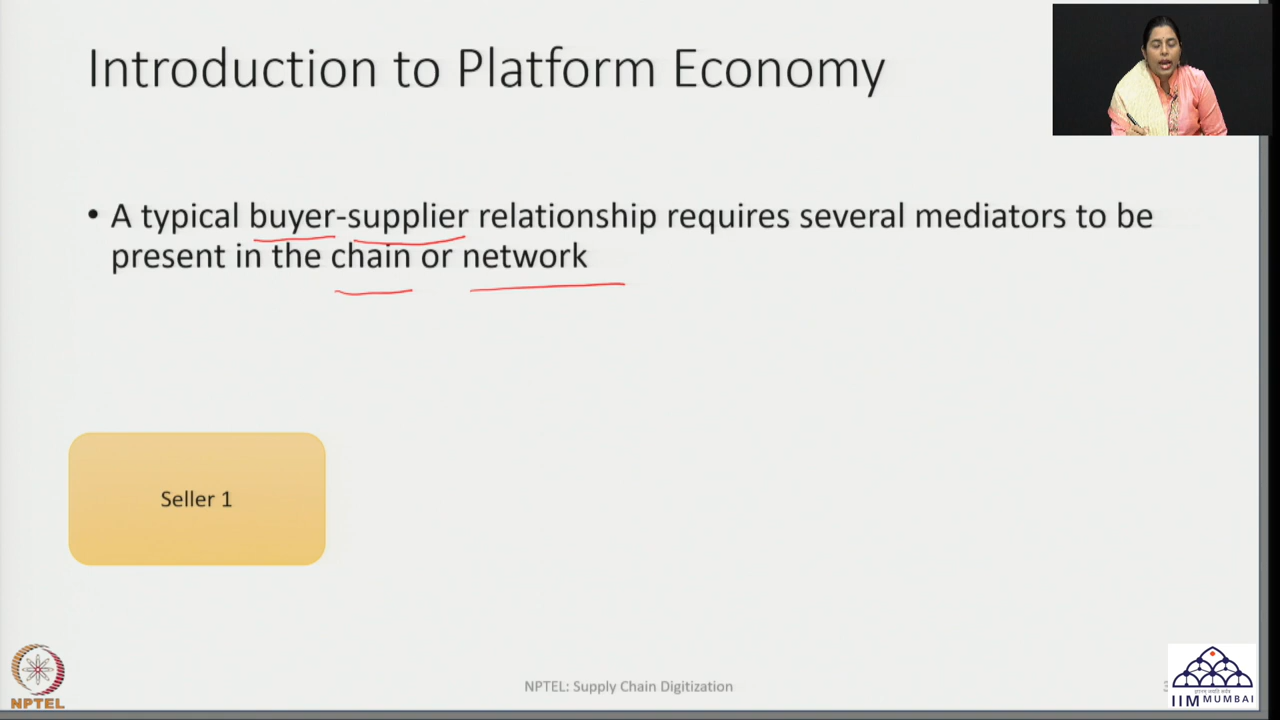 Introduction to Platform Economy
• A typical buyer-supplier relationship requires several mediators to be
present in the chain or network
Seller 1
NPTEL
NPTEL: Supply Chain Digitization
IIM MUMBAI